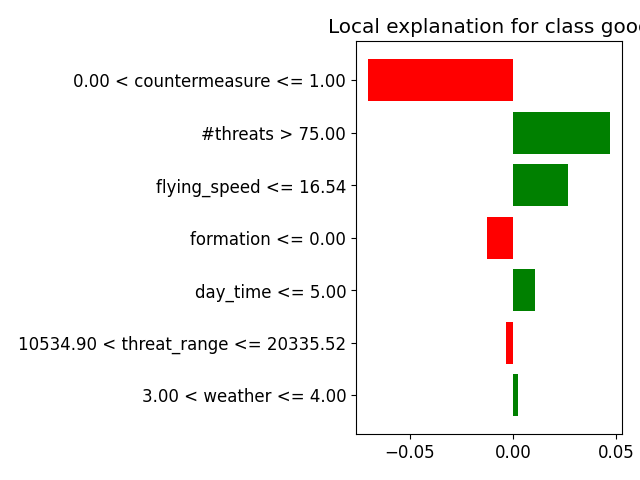 Local explanation for class goo
0.00 < countermeasure <= 1.00
#threats > 75.00
flying_speed <= 16.54
formation <= 0.00
day_time <= 5.00
10534.90 < threat_range <= 20335.52
3.00 < weather <= 4.00
−0.05 0.00 0.05